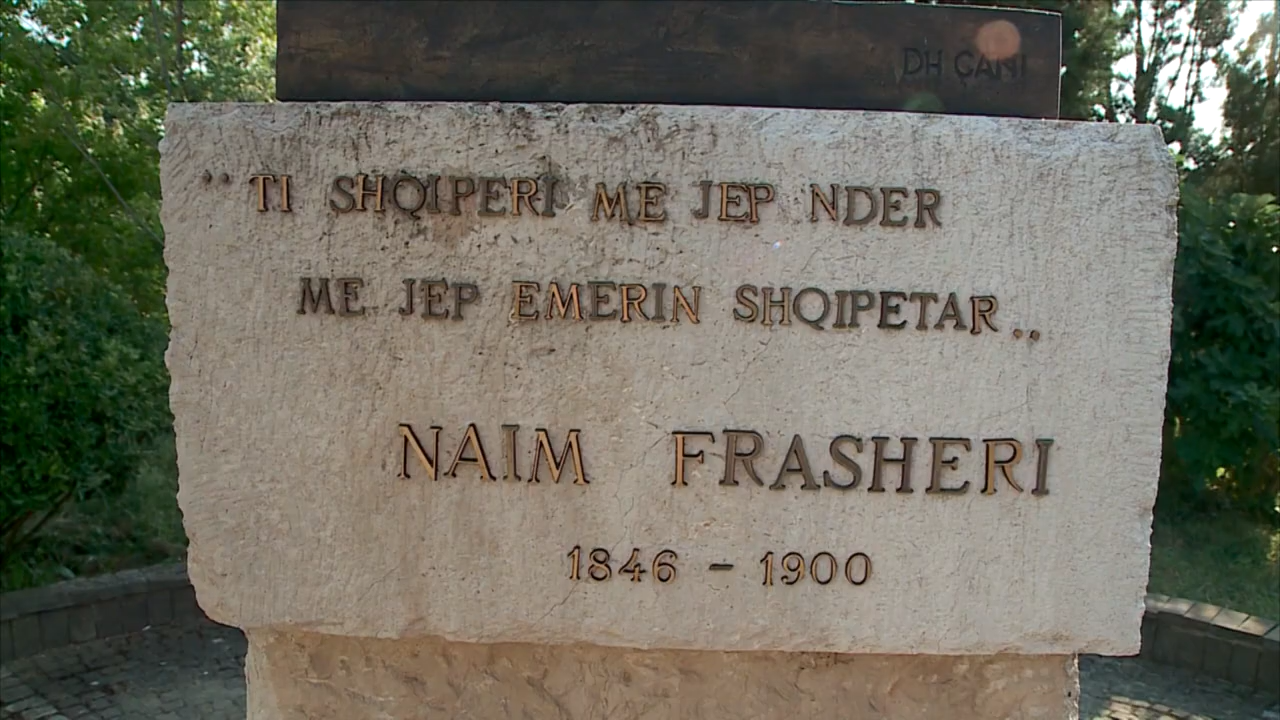 DH ÇANI
"TI SHQIPERI ME JEP NDER
ME JEP EMERIN SHQIPETAR..
NAIM FRASHERI
1846 - 1900